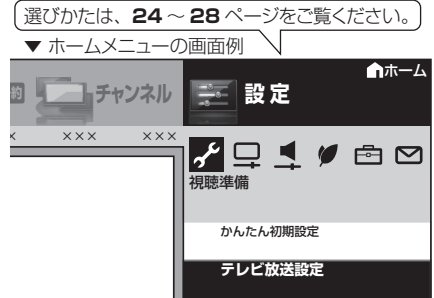 選びかたは、24～28 ページをご覧ください。
▼ ホームメニューの画面例
ホーム
約 チャンネル 設定
× ××× ×××
視聴準備
かんたん初期設定
テレビ放送設定